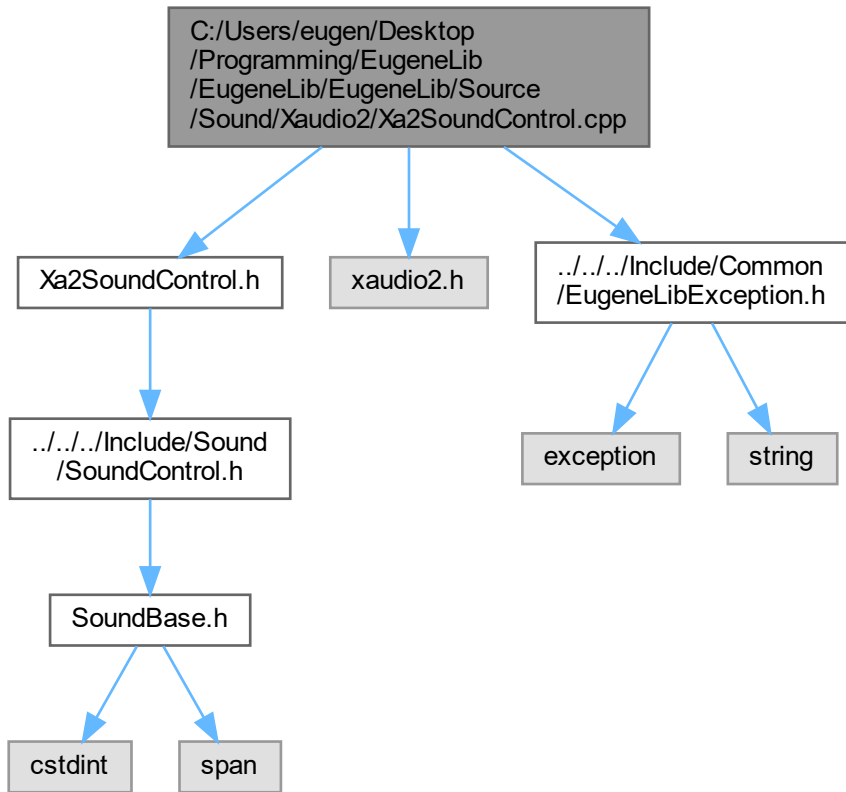 C:/Users/eugen/Desktop
/Programming/EugeneLib
/EugeneLib/EugeneLib/Source
/Sound/Xaudio2/Xa2SoundControl.cpp
Xa2SoundControl.h
xaudio2.h
../../../Include/Common
/EugeneLibException.h
../../../Include/Sound
/SoundControl.h
exception
string
SoundBase.h
cstdint
span